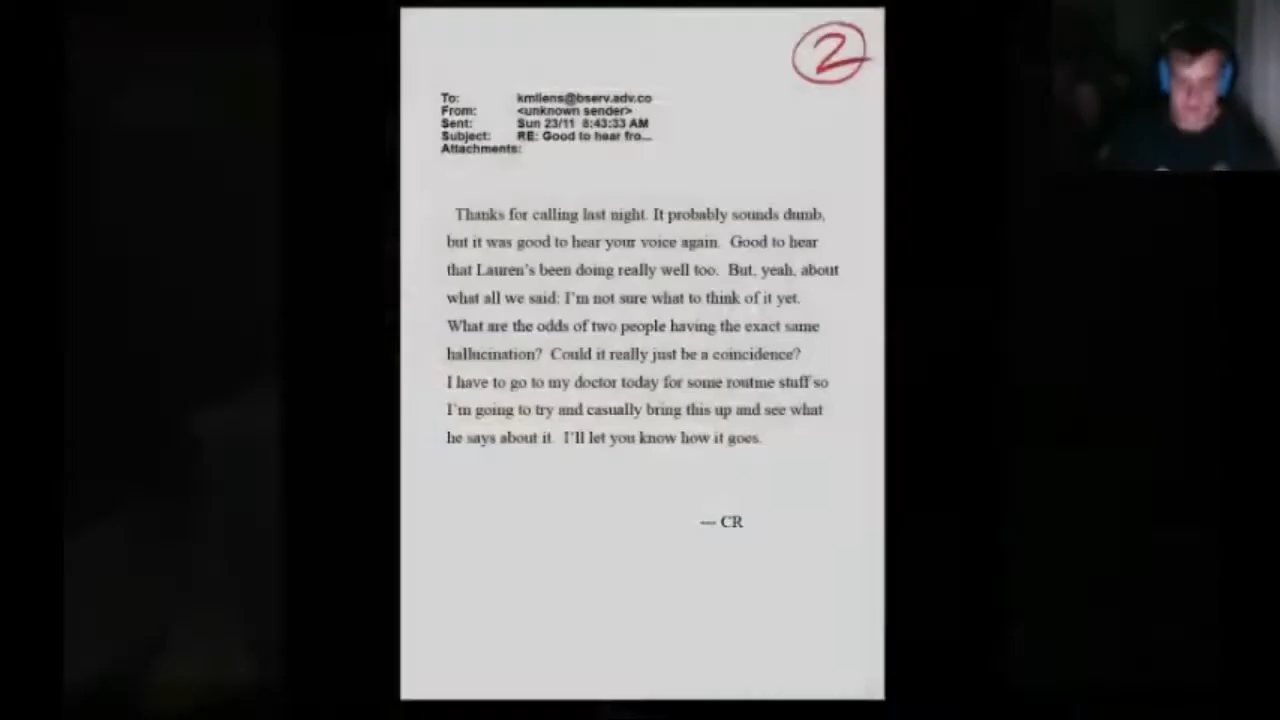 2
To: kmliens@bserv.adv.co
From: <unknown sender>
Sent: Sun 23/11 8:43:33 AM
Subject: RE: Good to hear fro...
Attachments:
Thanks for calling last night. It probably sounds dumb,
but it was good to hear your voice again. Good to hear
that Lauren's been doing really well too. But, yeah, about
what all we said: I'm not sure what to think of it yet.
What are the odds of two people having the exact same
hallucination? Could it really just be a coincidence?
I have to go to my doctor today for some routine stuff so
I'm going to try and casually bring this up and see what
he says about it. I'll let you know how it goes.
— CR